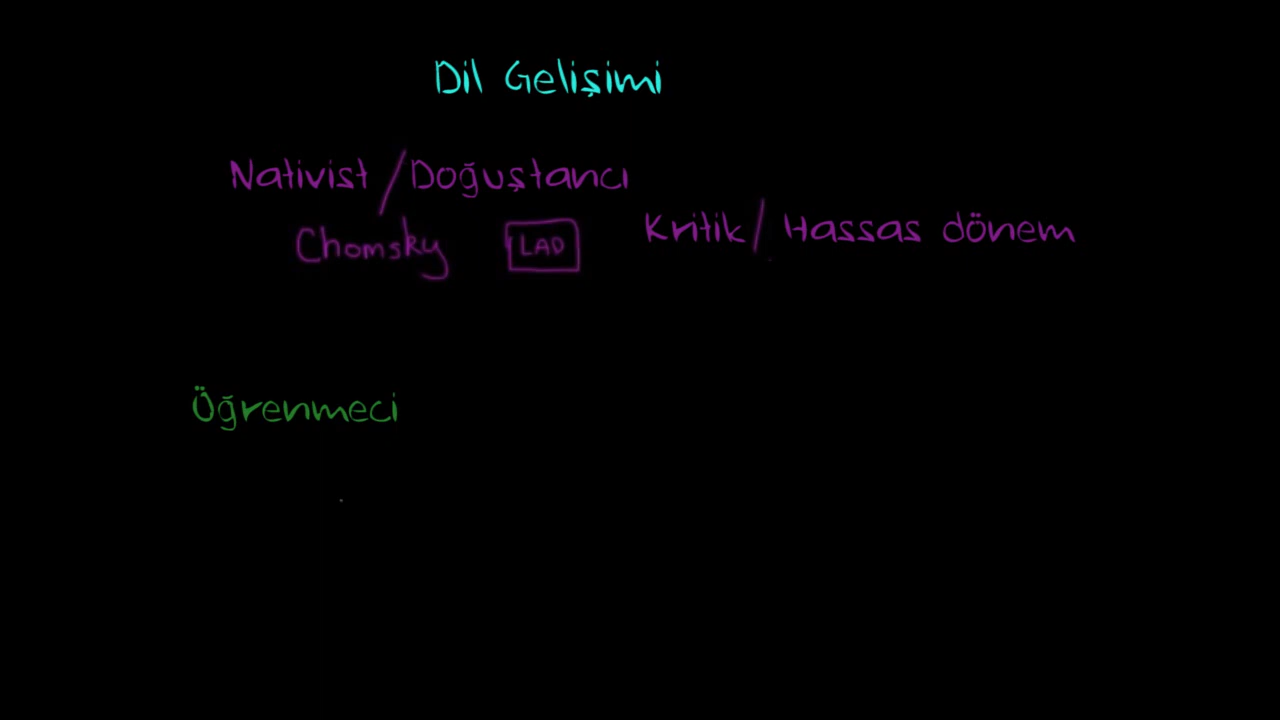 Dil Gelişimi
Nativist / Doğuştancı
Chomsky LAD Kritik / Hassas dönem
Öğrenmeci